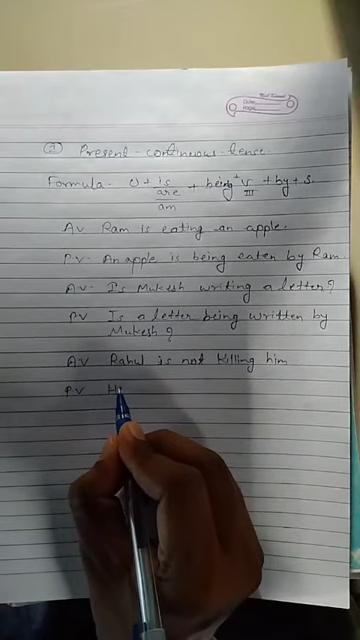 ② Present continuous tense.
Formula - O + is/are/am + being + V III + by + S.
AV Ram is eating an apple.
PV- An apple is being eaten by Ram.
AV- Is Mukesh writing a letter?
PV Is a letter being written by
Mukesh?
AV Rahul is not killing him
PV H